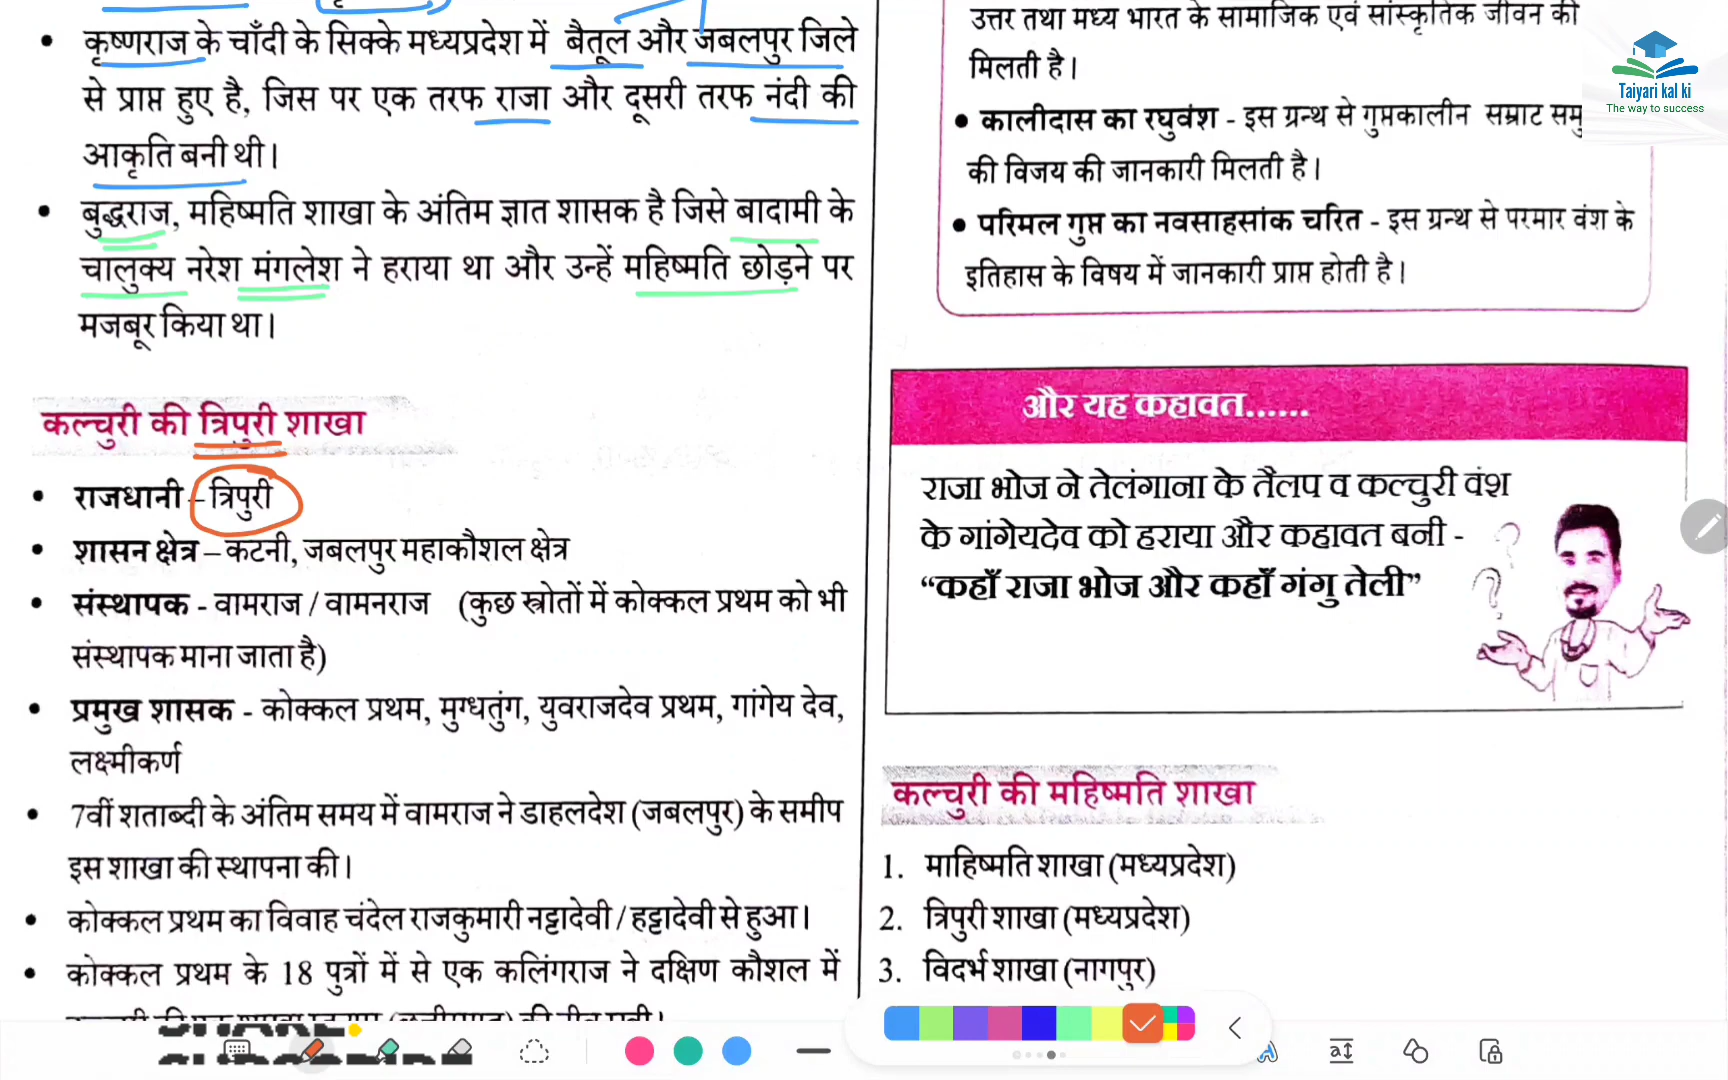 कृष्णराज के चाँदी के सिक्के मध्यप्रदेश में बैतूल और जबलपुर जिले
से प्राप्त हुए है, जिस पर एक तरफ राजा और दूसरी तरफ नंदी की
आकृति बनी थी।
बुद्धराज, महिष्मति शाखा के अंतिम ज्ञात शासक है जिसे बादामी के
चालुक्य नरेश मंगलेश ने हराया था और उन्हें महिष्मति छोड़ने पर
मजबूर किया था।
कल्चुरी की त्रिपुरी शाखा
राजधानी – त्रिपुरी
शासन क्षेत्र – कटनी, जबलपुर महाकौशल क्षेत्र
संस्थापक - वामराज / वामनराज (कुछ स्त्रोतों में कोक्कल प्रथम को भी
संस्थापक माना जाता है)
प्रमुख शासक - कोक्कल प्रथम, मुग्धतुंग, युवराजदेव प्रथम, गांगेय देव,
लक्ष्मीकर्ण
7वीं शताब्दी के अंतिम समय में वामराज ने डाहलदेश (जबलपुर) के समीप
इस शाखा की स्थापना की।
कोक्कल प्रथम का विवाह चंदेल राजकुमारी नट्टादेवी / हट्टादेवी से हुआ।
कोक्कल प्रथम के 18 पुत्रों में से एक कलिंगराज ने दक्षिण कौशल में
उत्तर तथा मध्य भारत के सामाजिक एवं सांस्कृतिक जीवन की
मिलती है।
कालीदास का रघुवंश - इस ग्रन्थ से गुप्तकालीन सम्राट समु
की विजय की जानकारी मिलती है।
परिमल गुप्त का नवसाहसांक चरित - इस ग्रन्थ से परमार वंश के
इतिहास के विषय में जानकारी प्राप्त होती है।
और यह कहावत......
राजा भोज ने तेलंगाना के तैलप व कल्चुरी वंश
के गांगेयदेव को हराया और कहावत बनी -
“कहाँ राजा भोज और कहाँ गंगु तेली”
कल्चुरी की महिष्मति शाखा
1. माहिष्मति शाखा (मध्यप्रदेश)
2. त्रिपुरी शाखा (मध्यप्रदेश)
3. विदर्भ शाखा (नागपुर)
Taiyari kal ki
The way to success